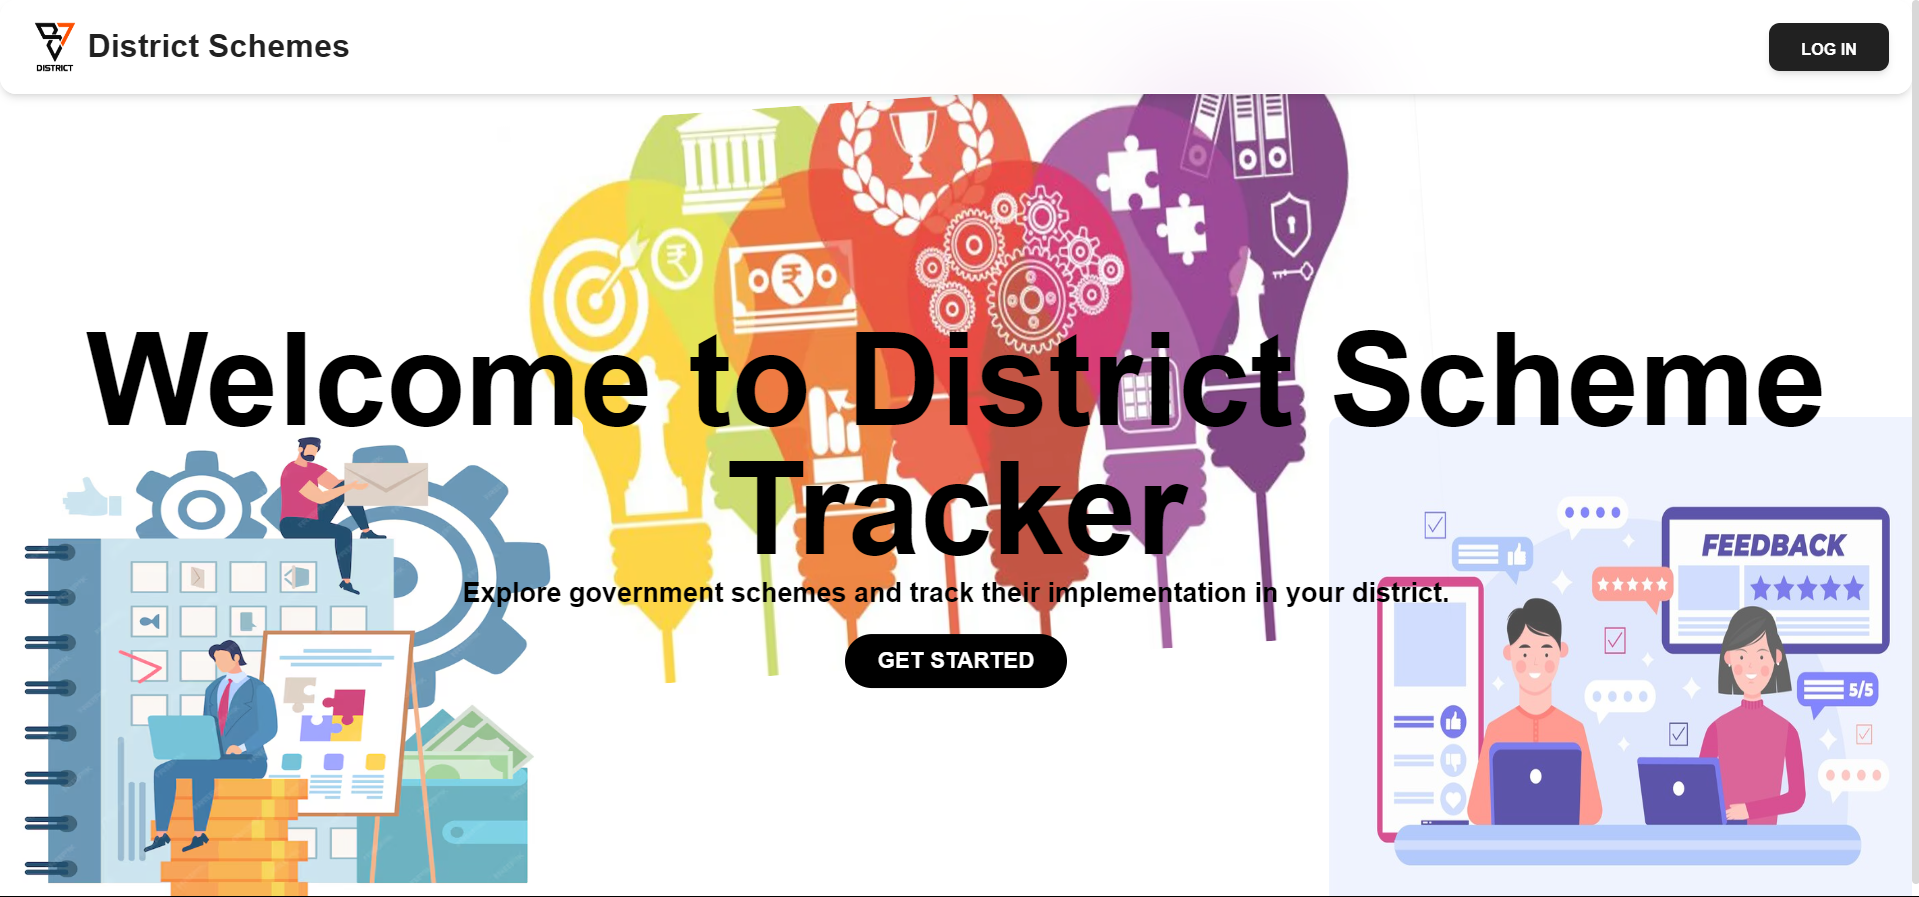 DISTRICT
District Schemes
LOG IN
Welcome to District Scheme
Tracker
Explore government schemes and track their implementation in your district.
GET STARTED
FEEDBACK
5/5